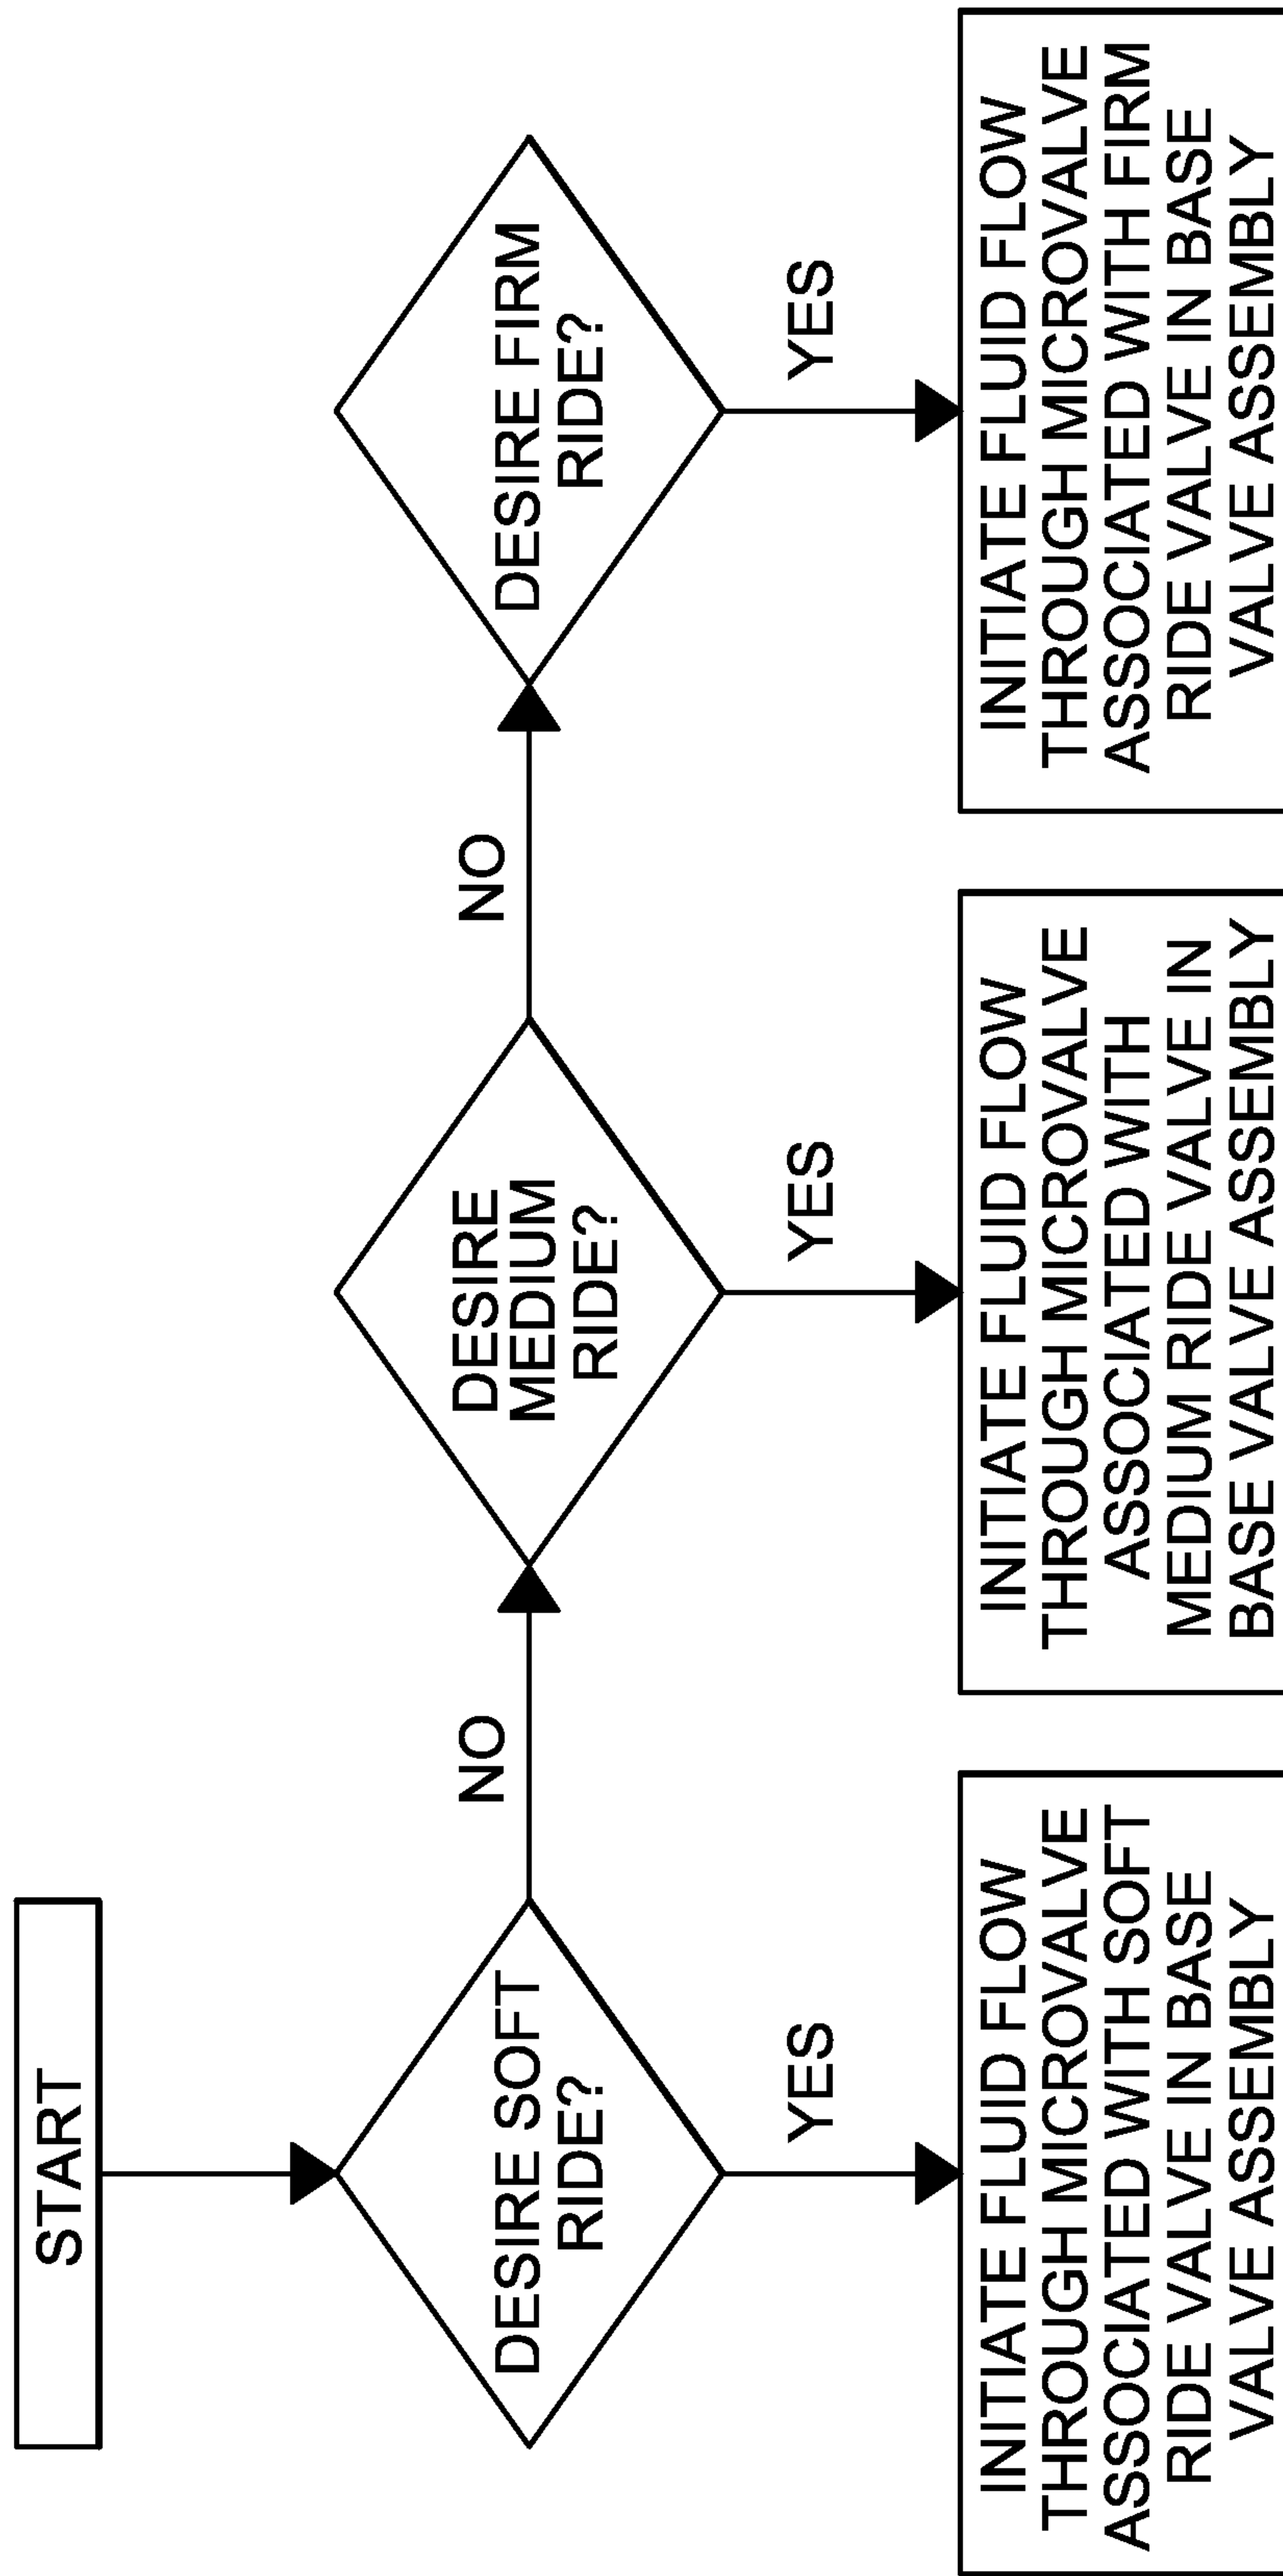 START
DESIRE SOFT
RIDE?
NO
DESIRE
MEDIUM
RIDE?
NO
DESIRE FIRM
RIDE?
YES
YES
YES
INITIATE FLUID FLOW
THROUGH MICROVALVE
ASSOCIATED WITH SOFT
RIDE VALVE IN BASE
VALVE ASSEMBLY
INITIATE FLUID FLOW
THROUGH MICROVALVE
ASSOCIATED WITH
MEDIUM RIDE VALVE IN
BASE VALVE ASSEMBLY
INITIATE FLUID FLOW
THROUGH MICROVALVE
ASSOCIATED WITH FIRM
RIDE VALVE IN BASE
VALVE ASSEMBLY